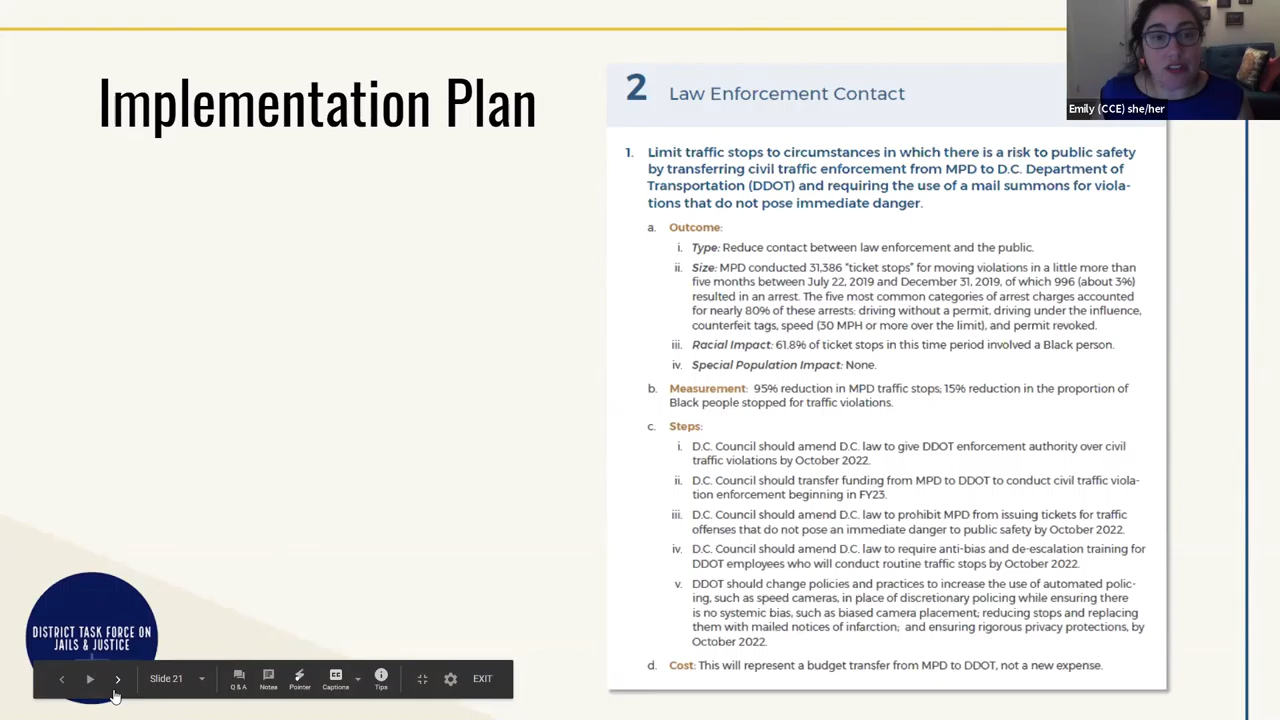 Implementation Plan
2 Law Enforcement Contact
Emily (CCE) she/her
1. Limit traffic stops to circumstances in which there is a risk to public safety
by transferring civil traffic enforcement from MPD to D.C. Department of
Transportation (DDOT) and requiring the use of a mail summons for viola-
tions that do not pose immediate danger.
a. Outcome:
i. Type: Reduce contact between law enforcement and the public.
ii. Size: MPD conducted 31,386 “ticket stops” for moving violations in a little more than
five months between July 22, 2019 and December 31, 2019, of which 996 (about 3%)
resulted in an arrest. The five most common categories of arrest charges accounted
for nearly 80% of these arrests: driving without a permit, driving under the influence,
counterfeit tags, speed (30 MPH or more over the limit), and permit revoked.
iii. Racial Impact: 61.8% of ticket stops in this time period involved a Black person.
iv. Special Population Impact: None.
b. Measurement: 95% reduction in MPD traffic stops; 15% reduction in the proportion of
Black people stopped for traffic violations.
c. Steps:
i. D.C. Council should amend D.C. law to give DDOT enforcement authority over civil
traffic violations by October 2022.
ii. D.C. Council should transfer funding from MPD to DDOT to conduct civil traffic viola-
tion enforcement beginning in FY23.
iii. D.C. Council should amend D.C. law to prohibit MPD from issuing tickets for traffic
offenses that do not pose an immediate danger to public safety by October 2022.
iv. D.C. Council should amend D.C. law to require anti-bias and de-escalation training for
DDOT employees who will conduct routine traffic stops by October 2022.
v. DDOT should change policies and practices to increase the use of automated polic-
ing, such as speed cameras, in place of discretionary policing while ensuring there
is no systemic bias, such as biased camera placement; reducing stops and replacing
them with mailed notices of infarction; and ensuring rigorous privacy protections, by
October 2022.
d. Cost: This will represent a budget transfer from MPD to DDOT, not a new expense.
DISTRICT TASK FORCE ON
JAILS & JUSTICE
Slide 21
Q & A
Notes
Pointer
Captions
Tips
EXIT